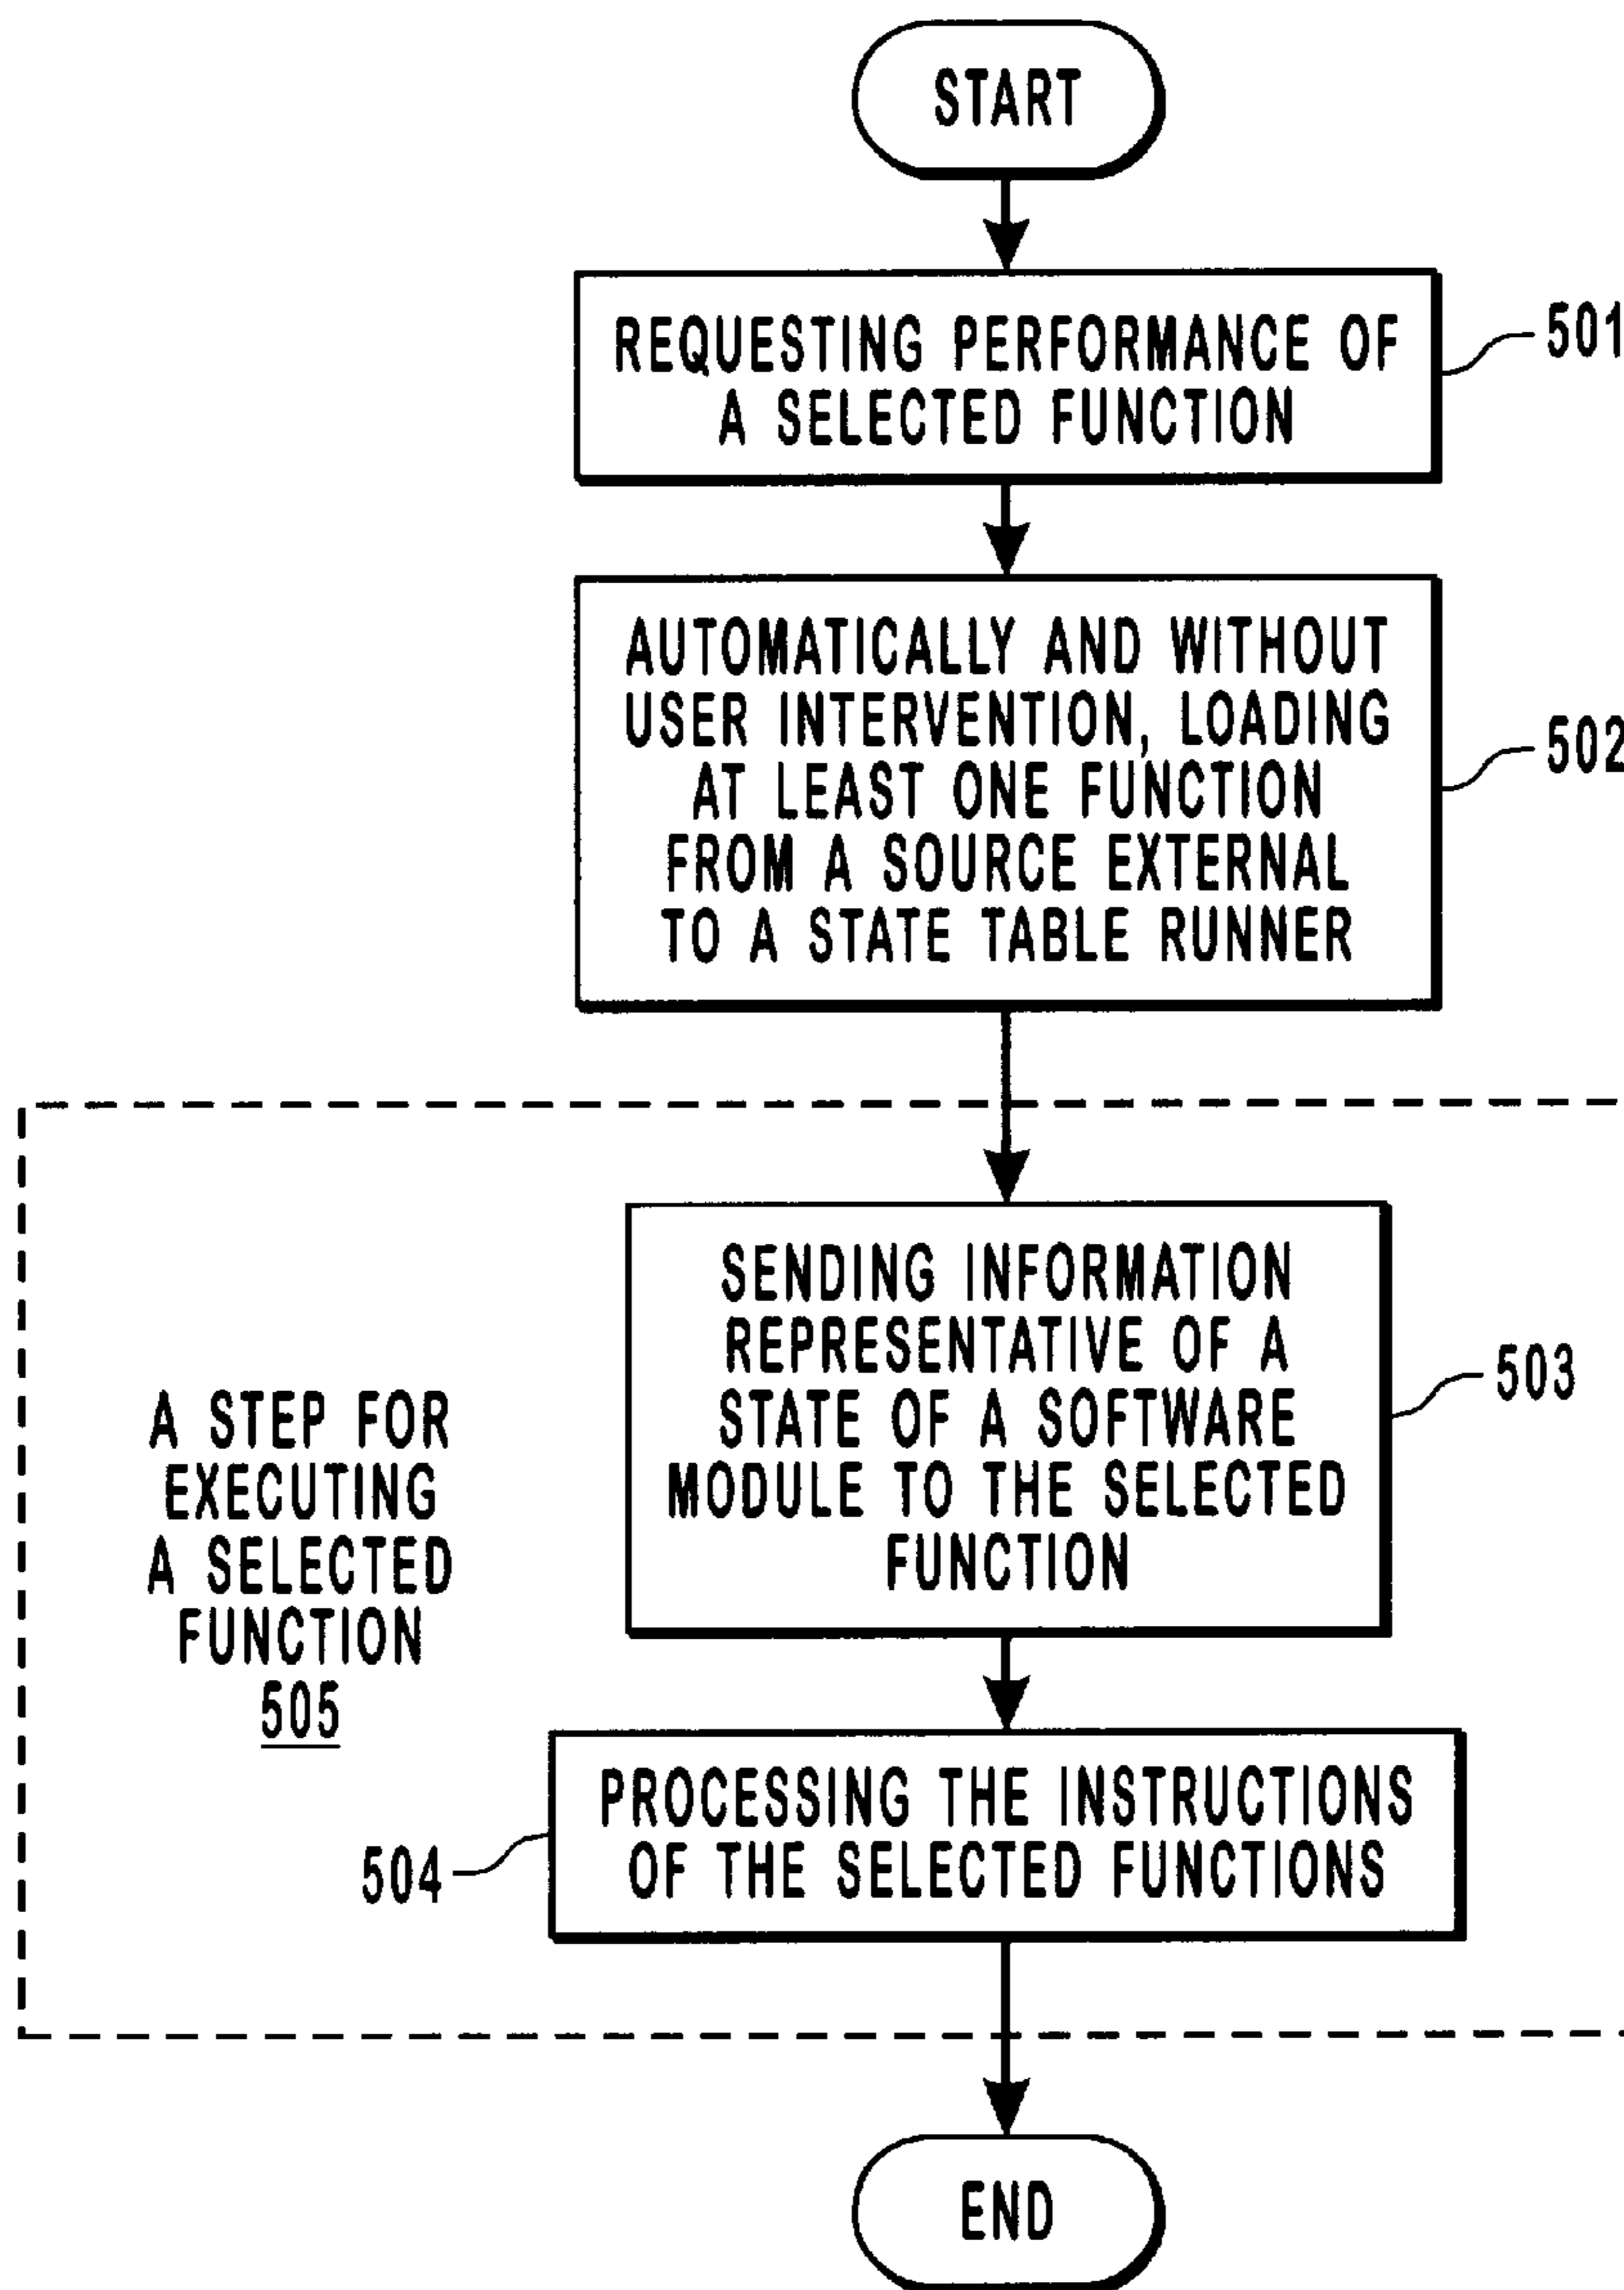 START
REQUESTING PERFORMANCE OF
A SELECTED FUNCTION
501
AUTOMATICALLY AND WITHOUT
USER INTERVENTION, LOADING
AT LEAST ONE FUNCTION
FROM A SOURCE EXTERNAL
TO A STATE TABLE RUNNER
502
SENDING INFORMATION
REPRESENTATIVE OF A
STATE OF A SOFTWARE
MODULE TO THE SELECTED
FUNCTION
503
A STEP FOR
EXECUTING
A SELECTED
FUNCTION
505
PROCESSING THE INSTRUCTIONS
OF THE SELECTED FUNCTIONS
504
END